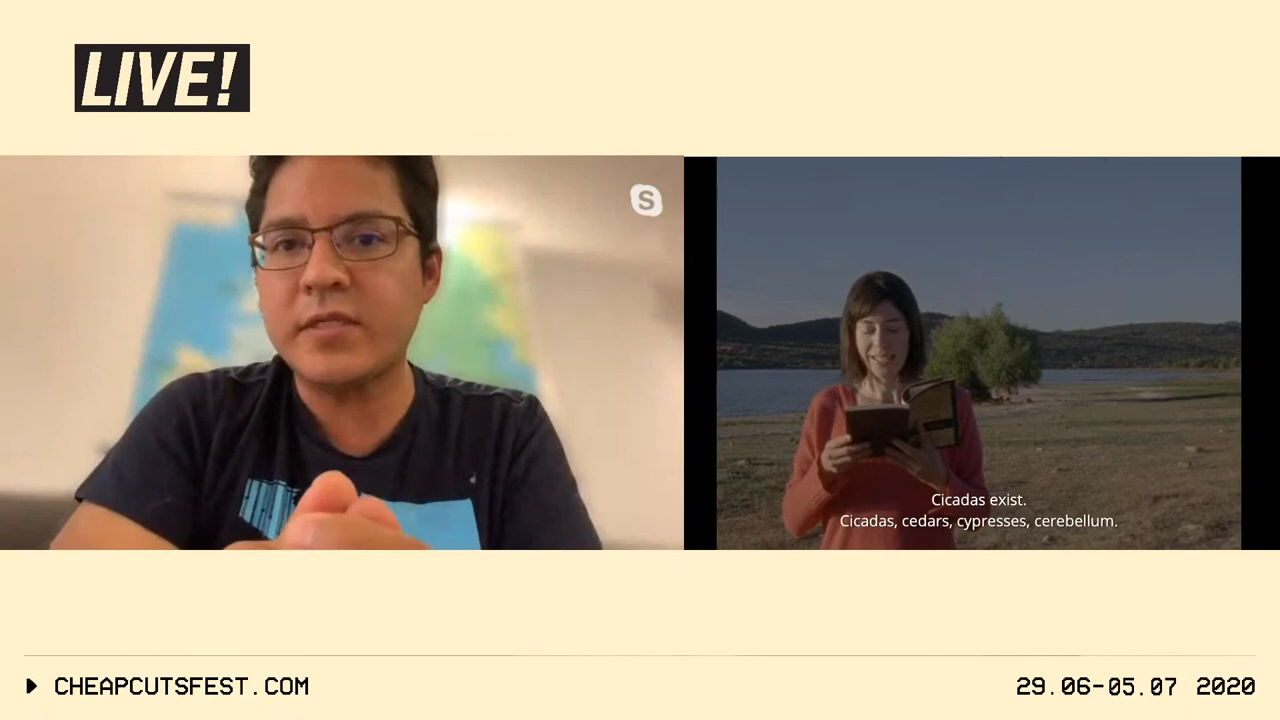 LIVE!
S
Cicadas exist.
Cicadas, cedars, cypresses, cerebellum.
CHEAPCUTSFEST.COM
29.06-05.07 2020